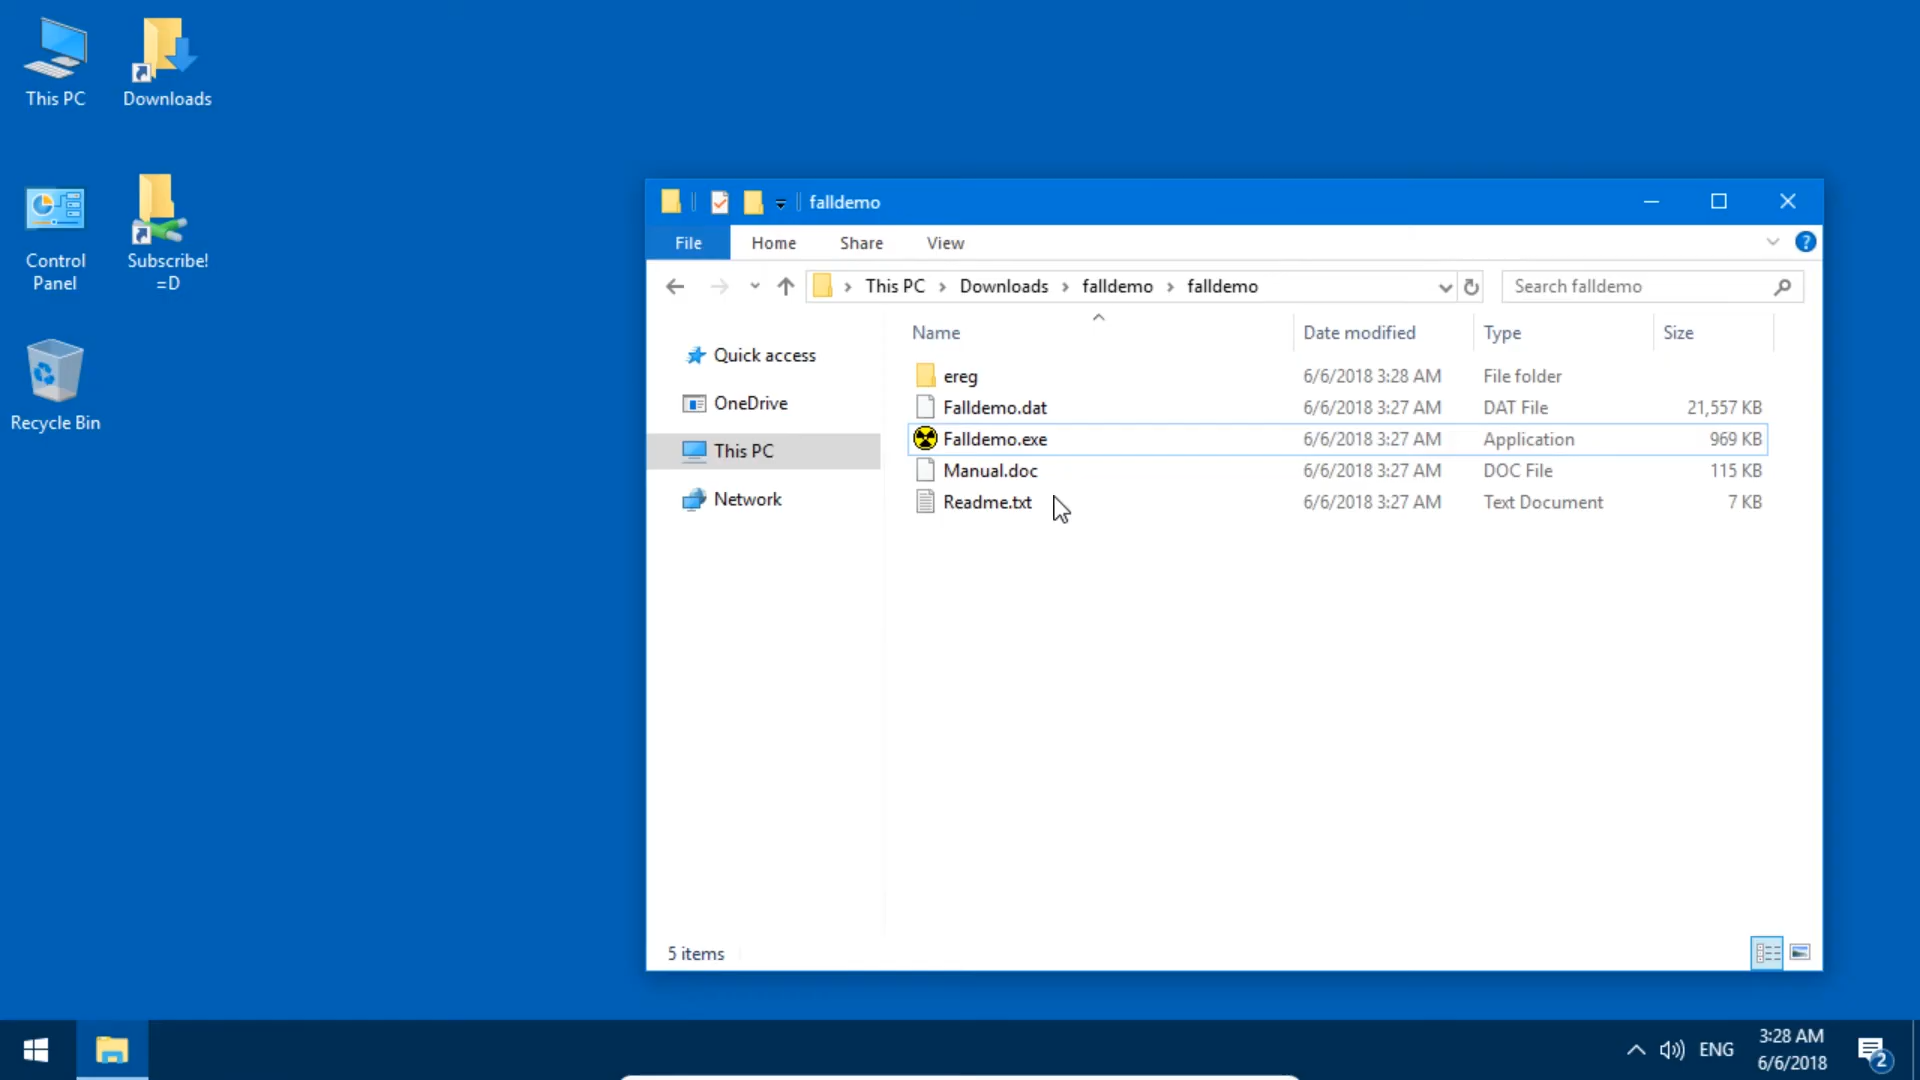 This PC
Downloads
Control
Panel
Subscribe!
=D
Recycle Bin
falldemo
File Home Share View
This PC Downloads falldemo falldemo
Search falldemo
Quick access
OneDrive
This PC
Network
Name Date modified Type Size
ereg 6/6/2018 3:28 AM File folder
Falldemo.dat 6/6/2018 3:27 AM DAT File 21,557 KB
Falldemo.exe 6/6/2018 3:27 AM Application 969 KB
Manual.doc 6/6/2018 3:27 AM DOC File 115 KB
Readme.txt 6/6/2018 3:27 AM Text Document 7 KB
5 items
ENG
3:28 AM
6/6/2018
2